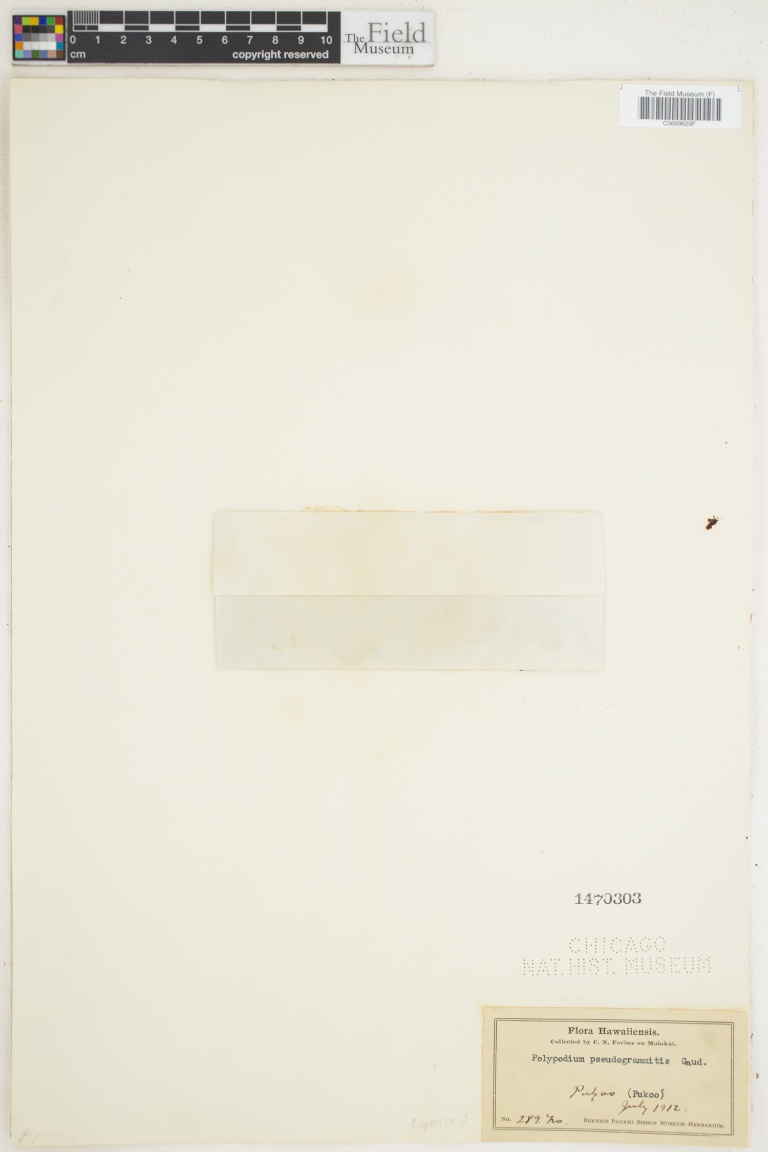 0 1 2 3 4 5 6 7 8 9 10
cm copyright reserved
The Field Museum
The Field Museum (F)
1470303
CHICAGO
NAT. HIST. MUSEUM
Flora Hawaiiensis.
Collected by C. N. Forbes on Molokai.
Polypodium pseudogrammitis Gaud.
Pukoo (Pukoo)
July 1912.
No. 289. Mo. BERNICE PAUAHI BISHOP MUSEUM HERBARIUM.